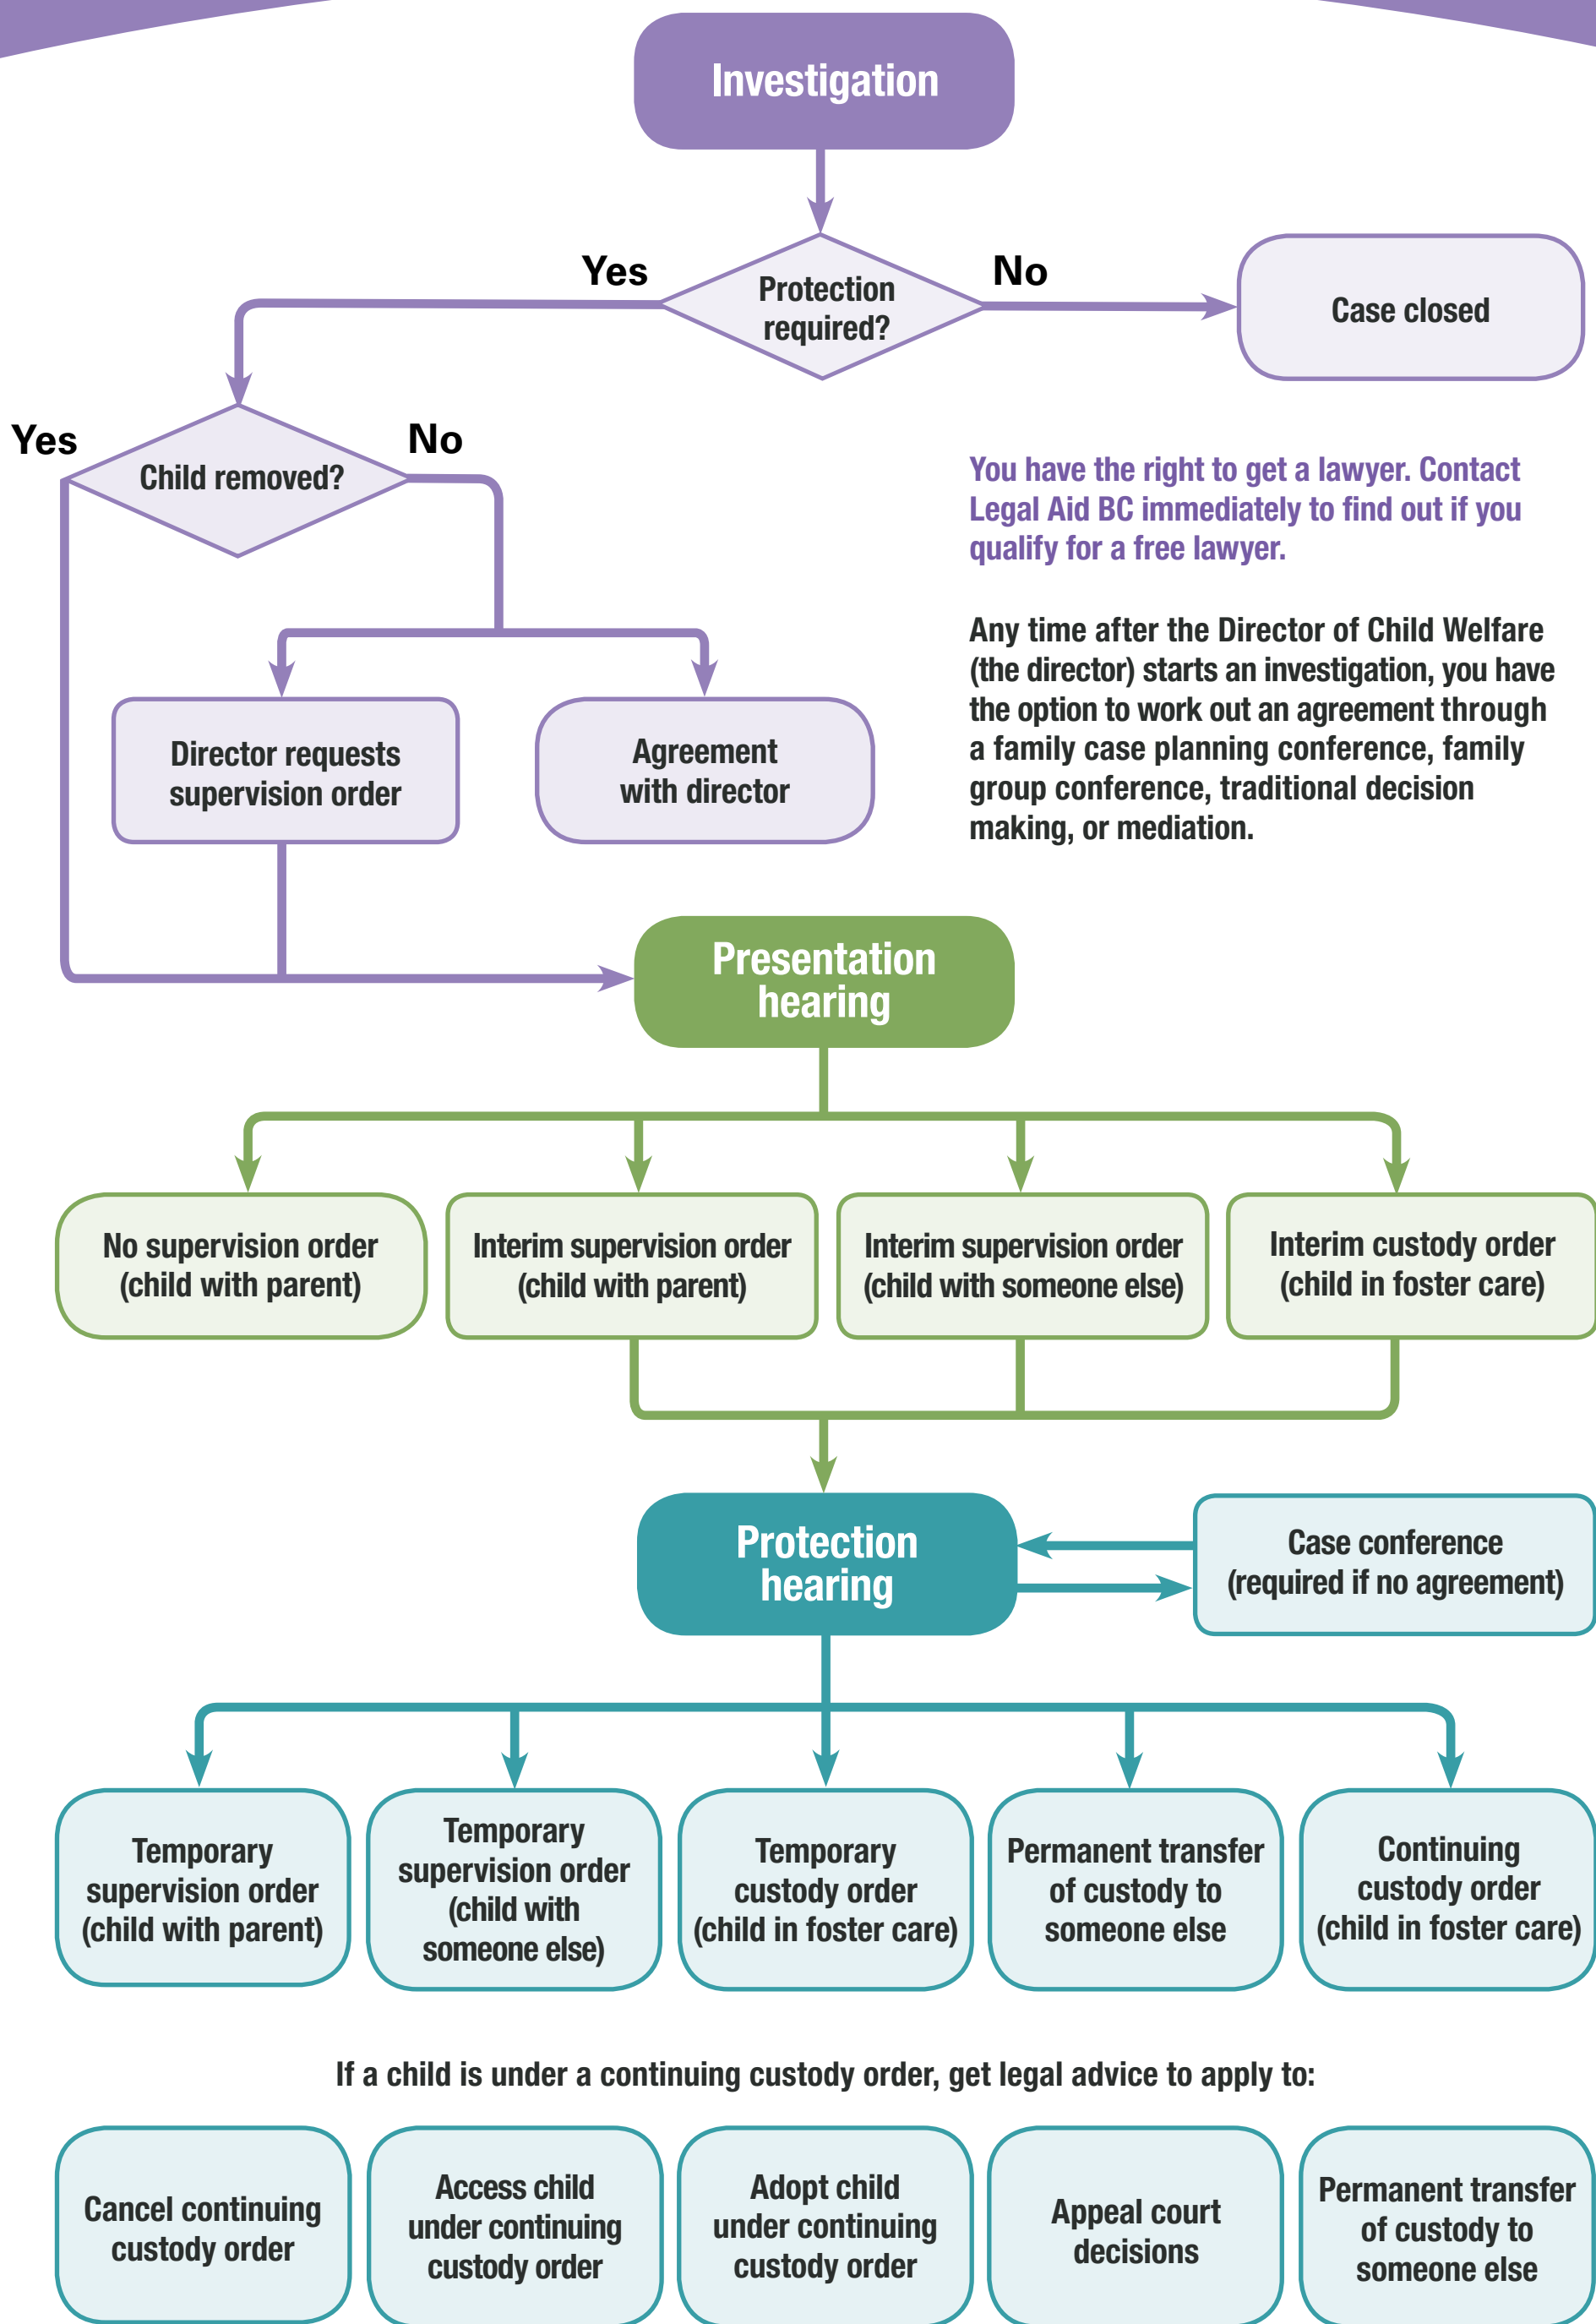 Investigation
Yes
Protection
required?
No
Case closed
Yes
Child removed?
No
You have the right to get a lawyer. Contact
Legal Aid BC immediately to find out if you
qualify for a free lawyer.
Any time after the Director of Child Welfare
(the director) starts an investigation, you have
the option to work out an agreement through
a family case planning conference, family
group conference, traditional decision
making, or mediation.
Director requests
supervision order
Agreement
with director
Presentation
hearing
No supervision order
(child with parent)
Interim supervision order
(child with parent)
Interim supervision order
(child with someone else)
Interim custody order
(child in foster care)
Protection
hearing
Case conference
(required if no agreement)
Temporary
supervision order
(child with parent)
Temporary
supervision order
(child with
someone else)
Temporary
custody order
(child in foster care)
Permanent transfer
of custody to
someone else
Continuing
custody order
(child in foster care)
If a child is under a continuing custody order, get legal advice to apply to:
Cancel continuing
custody order
Access child
under continuing
custody order
Adopt child
under continuing
custody order
Appeal court
decisions
Permanent transfer
of custody to
someone else